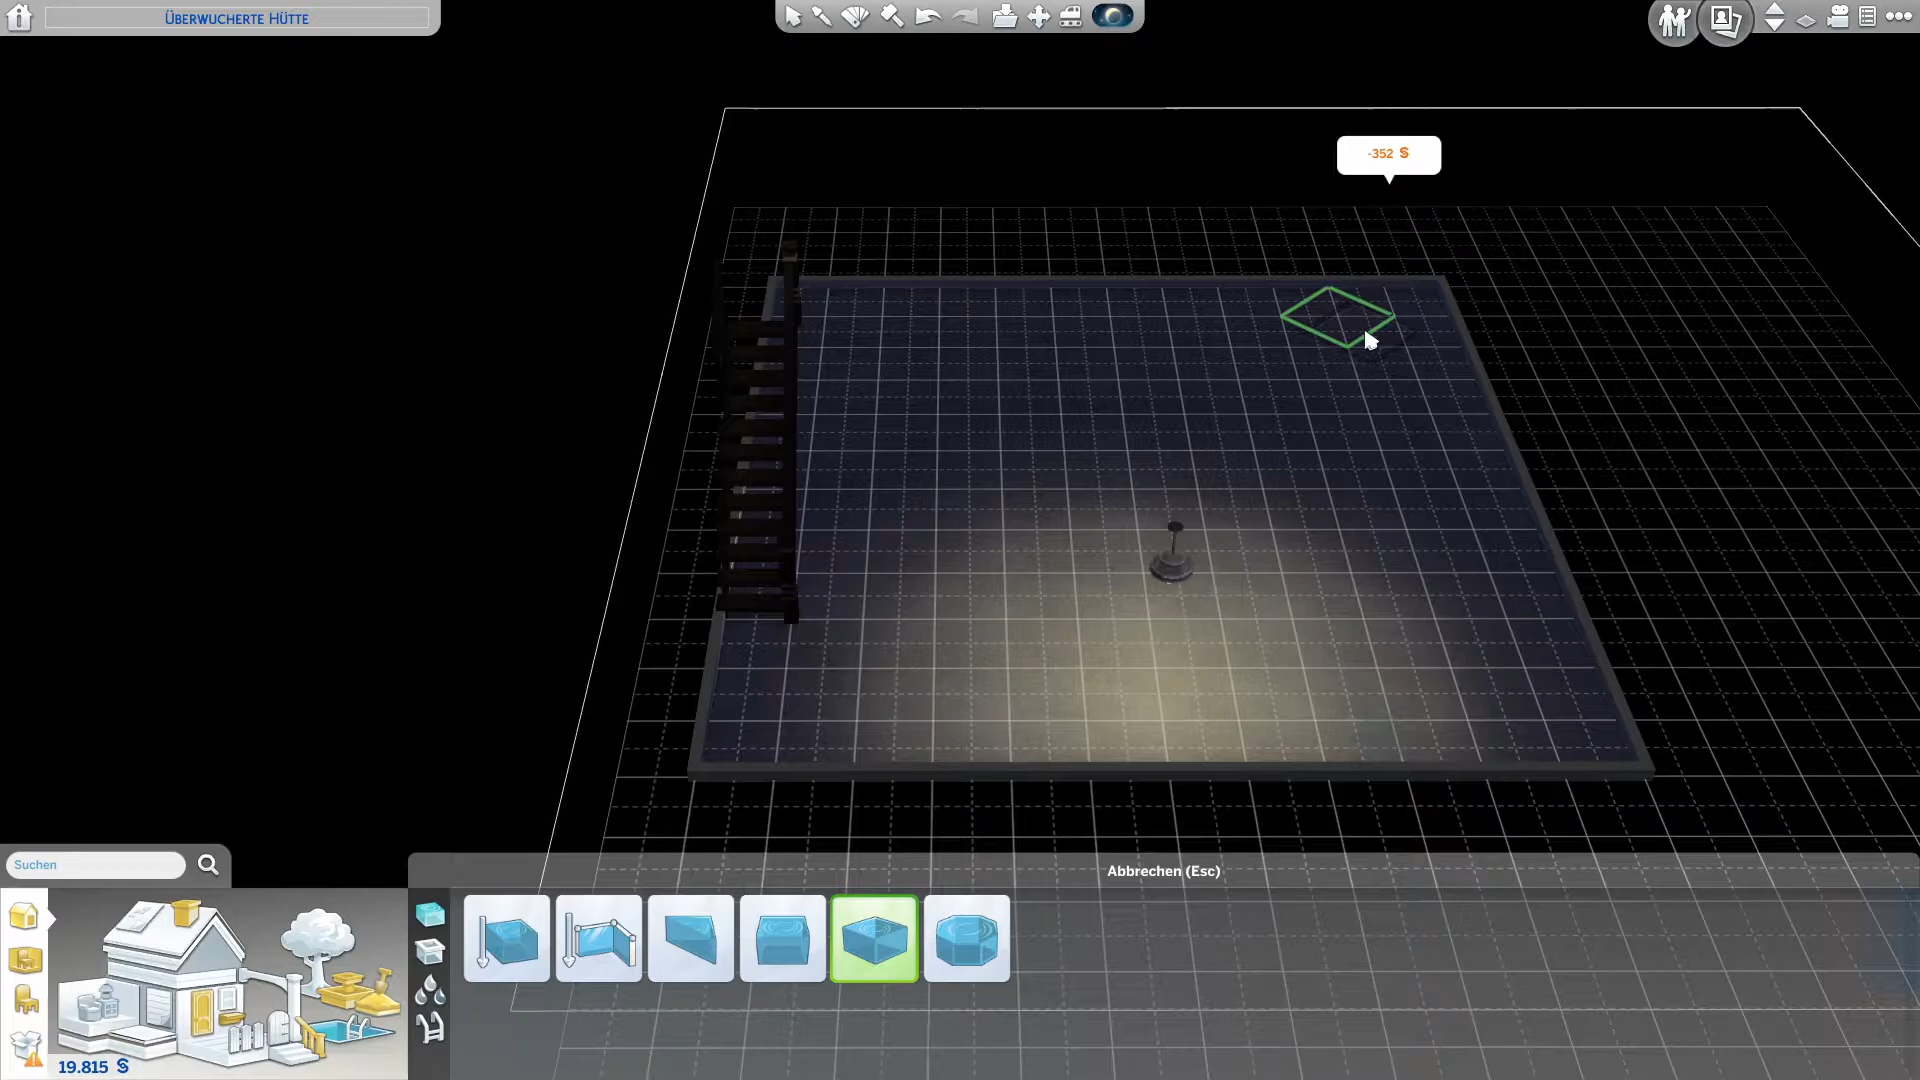 Überwucherte Hütte
-352 §
Abbrechen (Esc)
Suchen
19.815 §